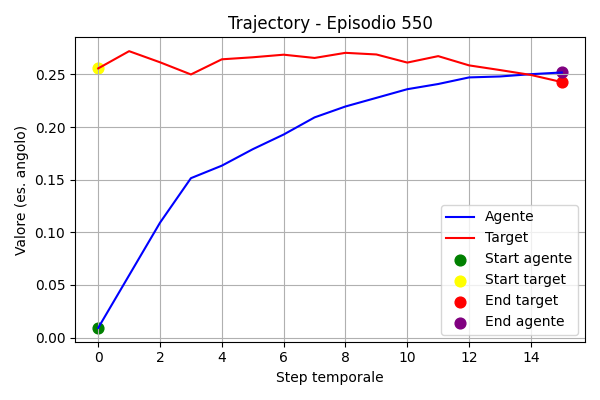 Trajectory - Episodio 550
Valore (es. angolo)
0.25
0.20
0.15
0.10
0.05
0.00
Agente
Target
Start agente
Start target
End target
End agente
0 2 4 6 8 10 12 14
Step temporale